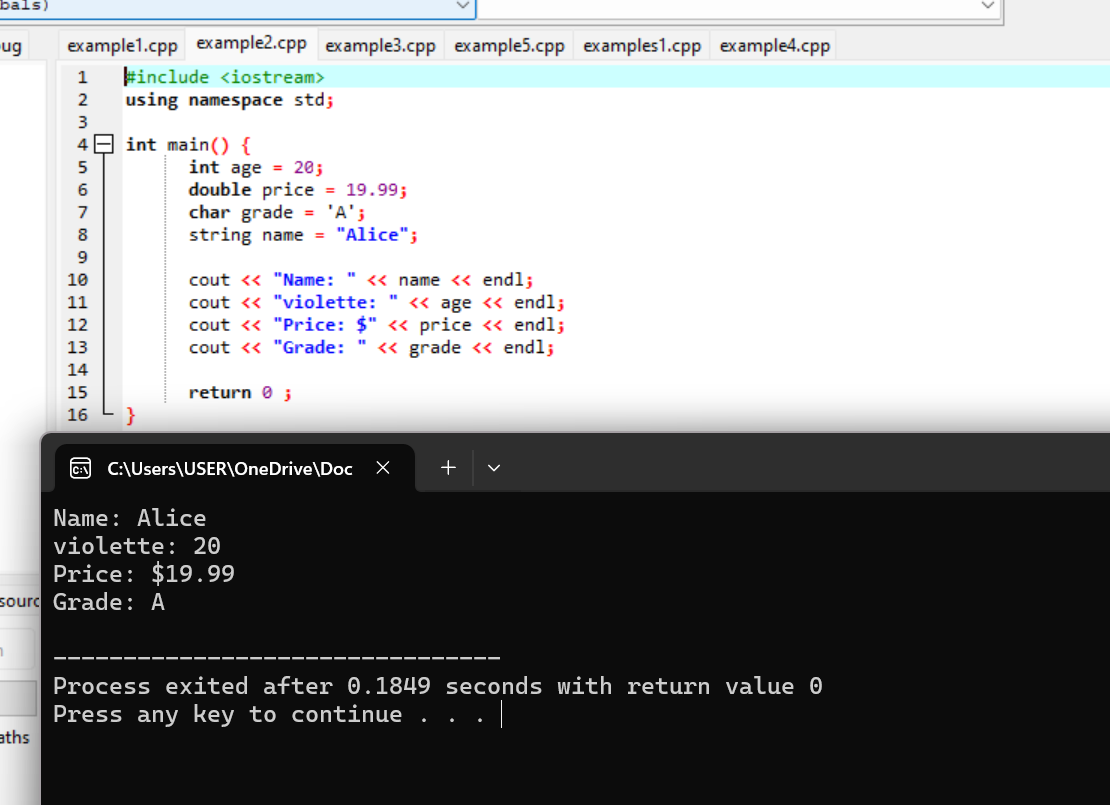 bals)
ug
example1.cpp example2.cpp example3.cpp example5.cpp examples1.cpp example4.cpp
1 #include <iostream>
2 using namespace std;
3
4 int main() {
5 int age = 20;
6 double price = 19.99;
7 char grade = 'A';
8 string name = "Alice";
9
10 cout << "Name: " << name << endl;
11 cout << "violette: " << age << endl;
12 cout << "Price: $" << price << endl;
13 cout << "Grade: " << grade << endl;
14
15 return 0 ;
16 }
C:\Users\USER\OneDrive\Doc
Name: Alice
violette: 20
Price: $19.99
Grade: A
--------------------------------
Process exited after 0.1849 seconds with return value 0
Press any key to continue . . .
sourc
aths